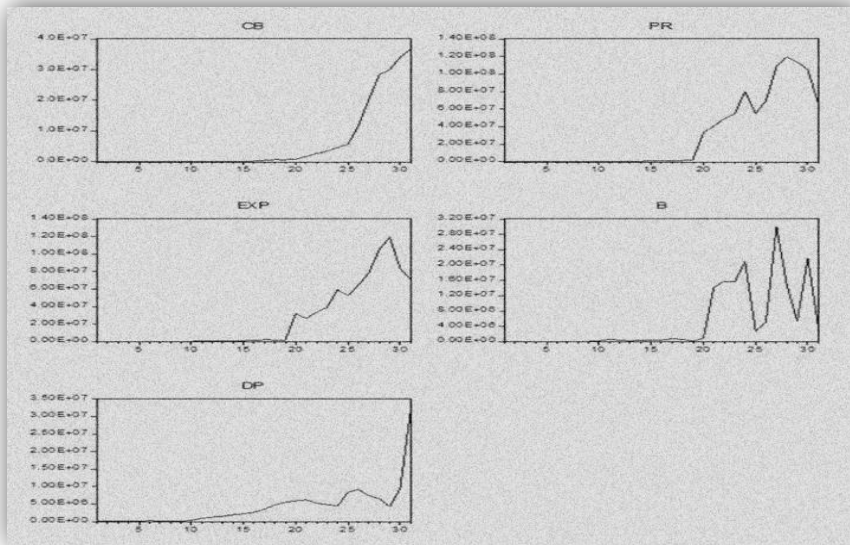 CB
4.0E+07
3.0E+07
2.0E+07
1.0E+07
0.0E+00
5 10 15 20 25 30
PR
1.40E+08
1.20E+08
1.00E+08
8.00E+07
6.00E+07
4.00E+07
2.00E+07
0.00E+00
5 10 15 20 25 30
EXP
1.40E+08
1.20E+08
1.00E+08
8.00E+07
6.00E+07
4.00E+07
2.00E+07
0.00E+00
5 10 15 20 25 30
B
3.20E+07
2.80E+07
2.40E+07
2.00E+07
1.60E+07
1.20E+07
8.00E+06
4.00E+06
0.00E+00
5 10 15 20 25 30
DP
3.50E+07
3.00E+07
2.50E+07
2.00E+07
1.50E+07
1.00E+07
5.00E+06
0.00E+00
5 10 15 20 25 30